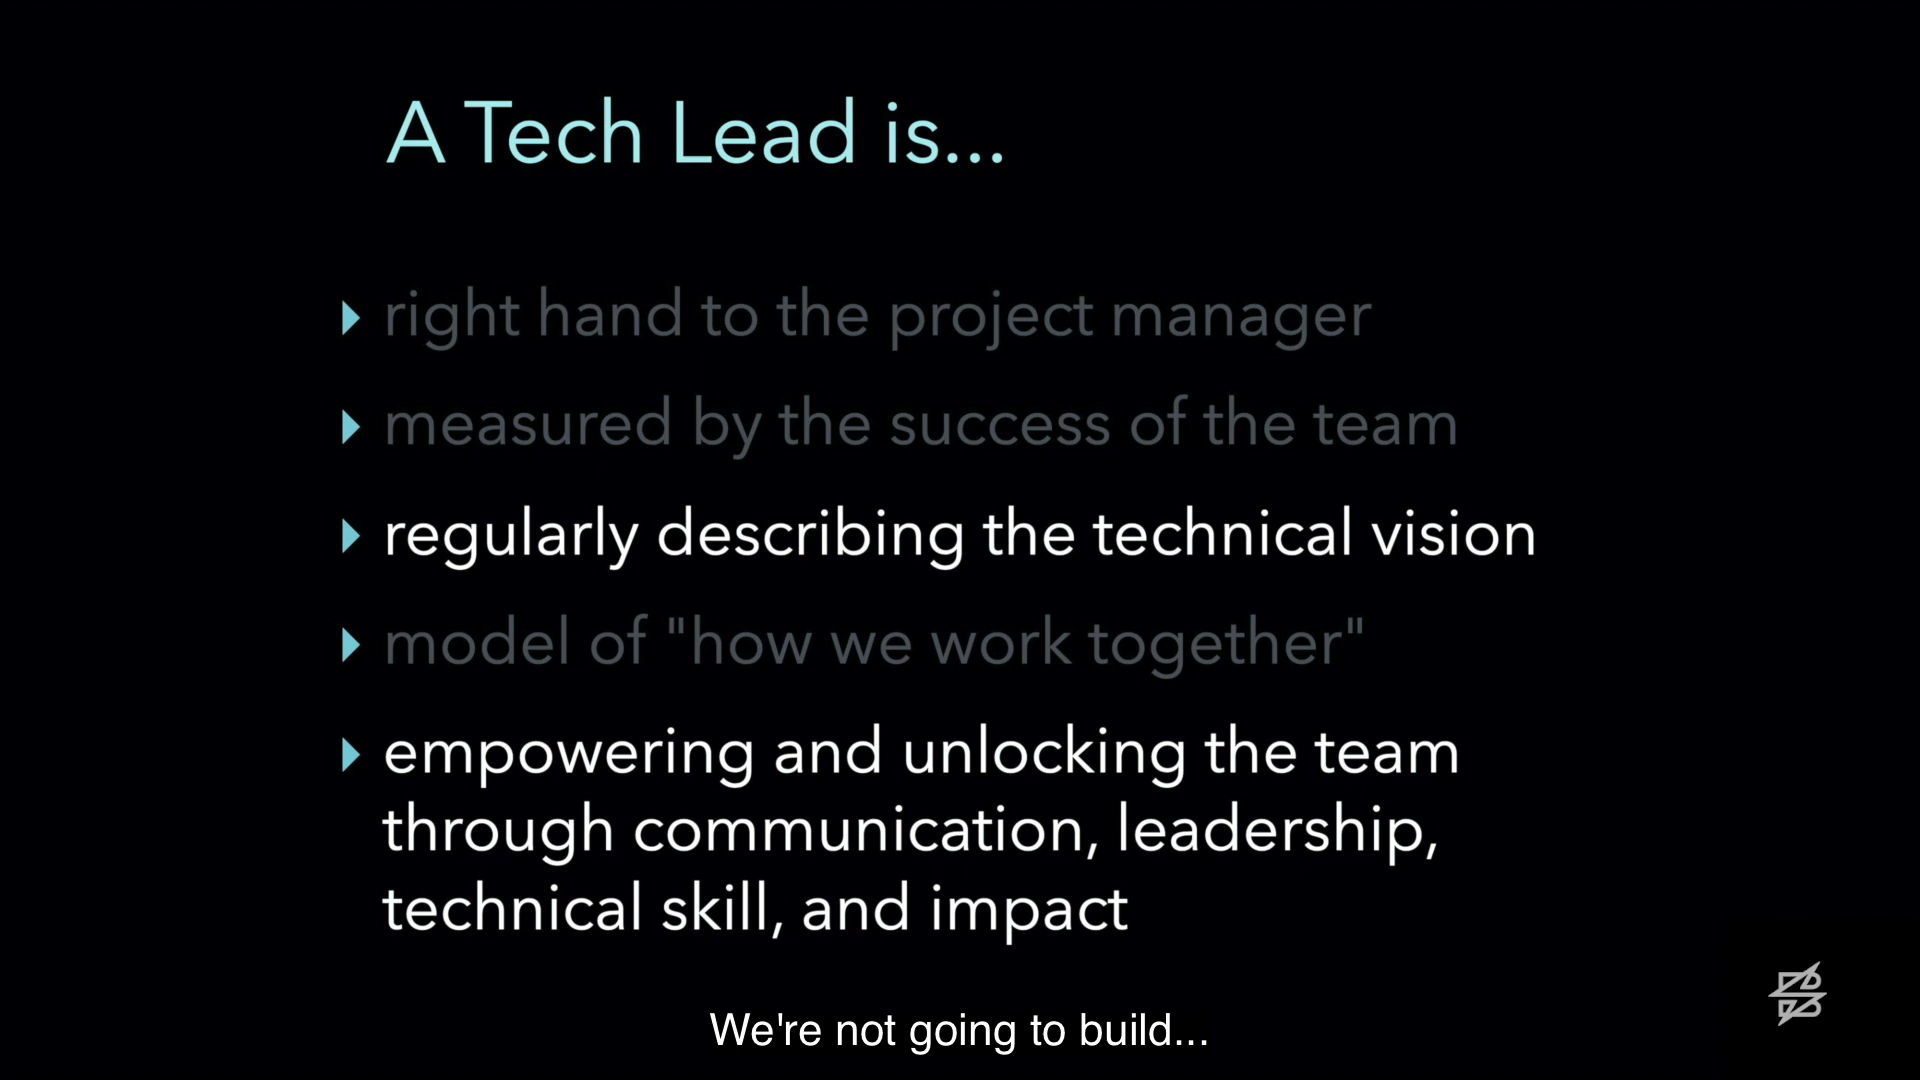 A Tech Lead is...
right hand to the project manager
measured by the success of the team
regularly describing the technical vision
model of "how we work together"
empowering and unlocking the team
through communication, leadership,
technical skill, and impact
We're not going to build...